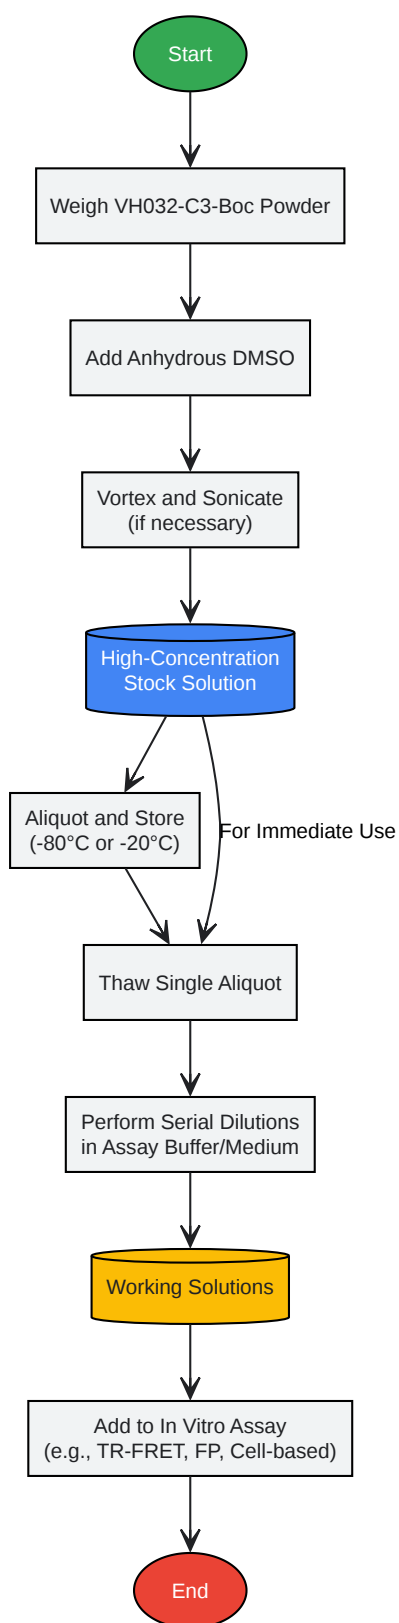 Start
Weigh VH032-C3-Boc Powder
Add Anhydrous DMSO
Vortex and Sonicate
(if necessary)
High-Concentration
Stock Solution
Aliquot and Store
(-80°C or -20°C)
For Immediate Use
Thaw Single Aliquot
Perform Serial Dilutions
in Assay Buffer/Medium
Working Solutions
Add to In Vitro Assay
(e.g., TR-FRET, FP, Cell-based)
End